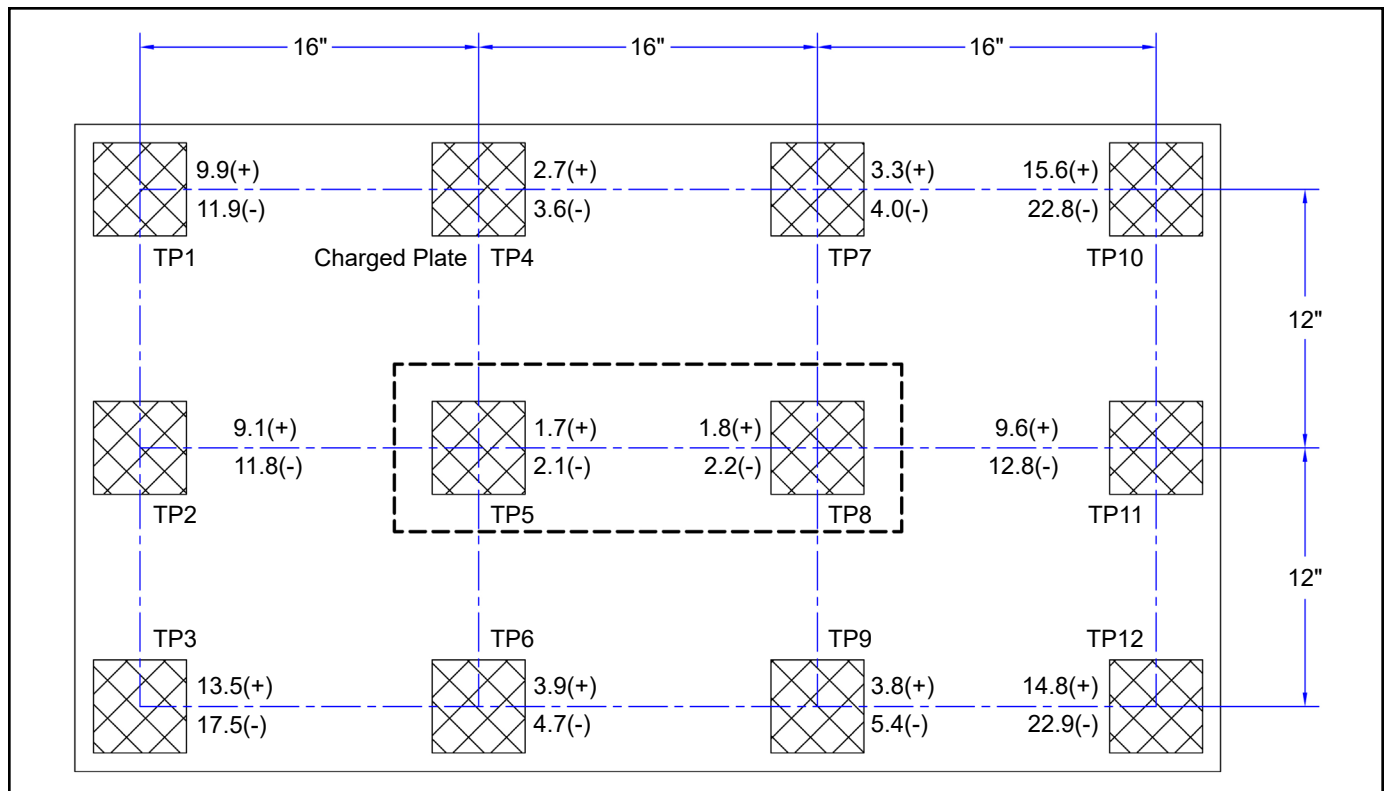 16" 16" 16"
9.9(+) 2.7(+) 3.3(+) 15.6(+)
11.9(-) 3.6(-) 4.0(-) 22.8(-)
TP1 Charged Plate TP4 TP7 TP10
12"
9.1(+) 1.7(+) 1.8(+) 9.6(+)
11.8(-) 2.1(-) 2.2(-) 12.8(-)
TP2 TP5 TP8 TP11
12"
TP3 TP6 TP9 TP12
13.5(+) 3.9(+) 3.8(+) 14.8(+)
17.5(-) 4.7(-) 5.4(-) 22.9(-)